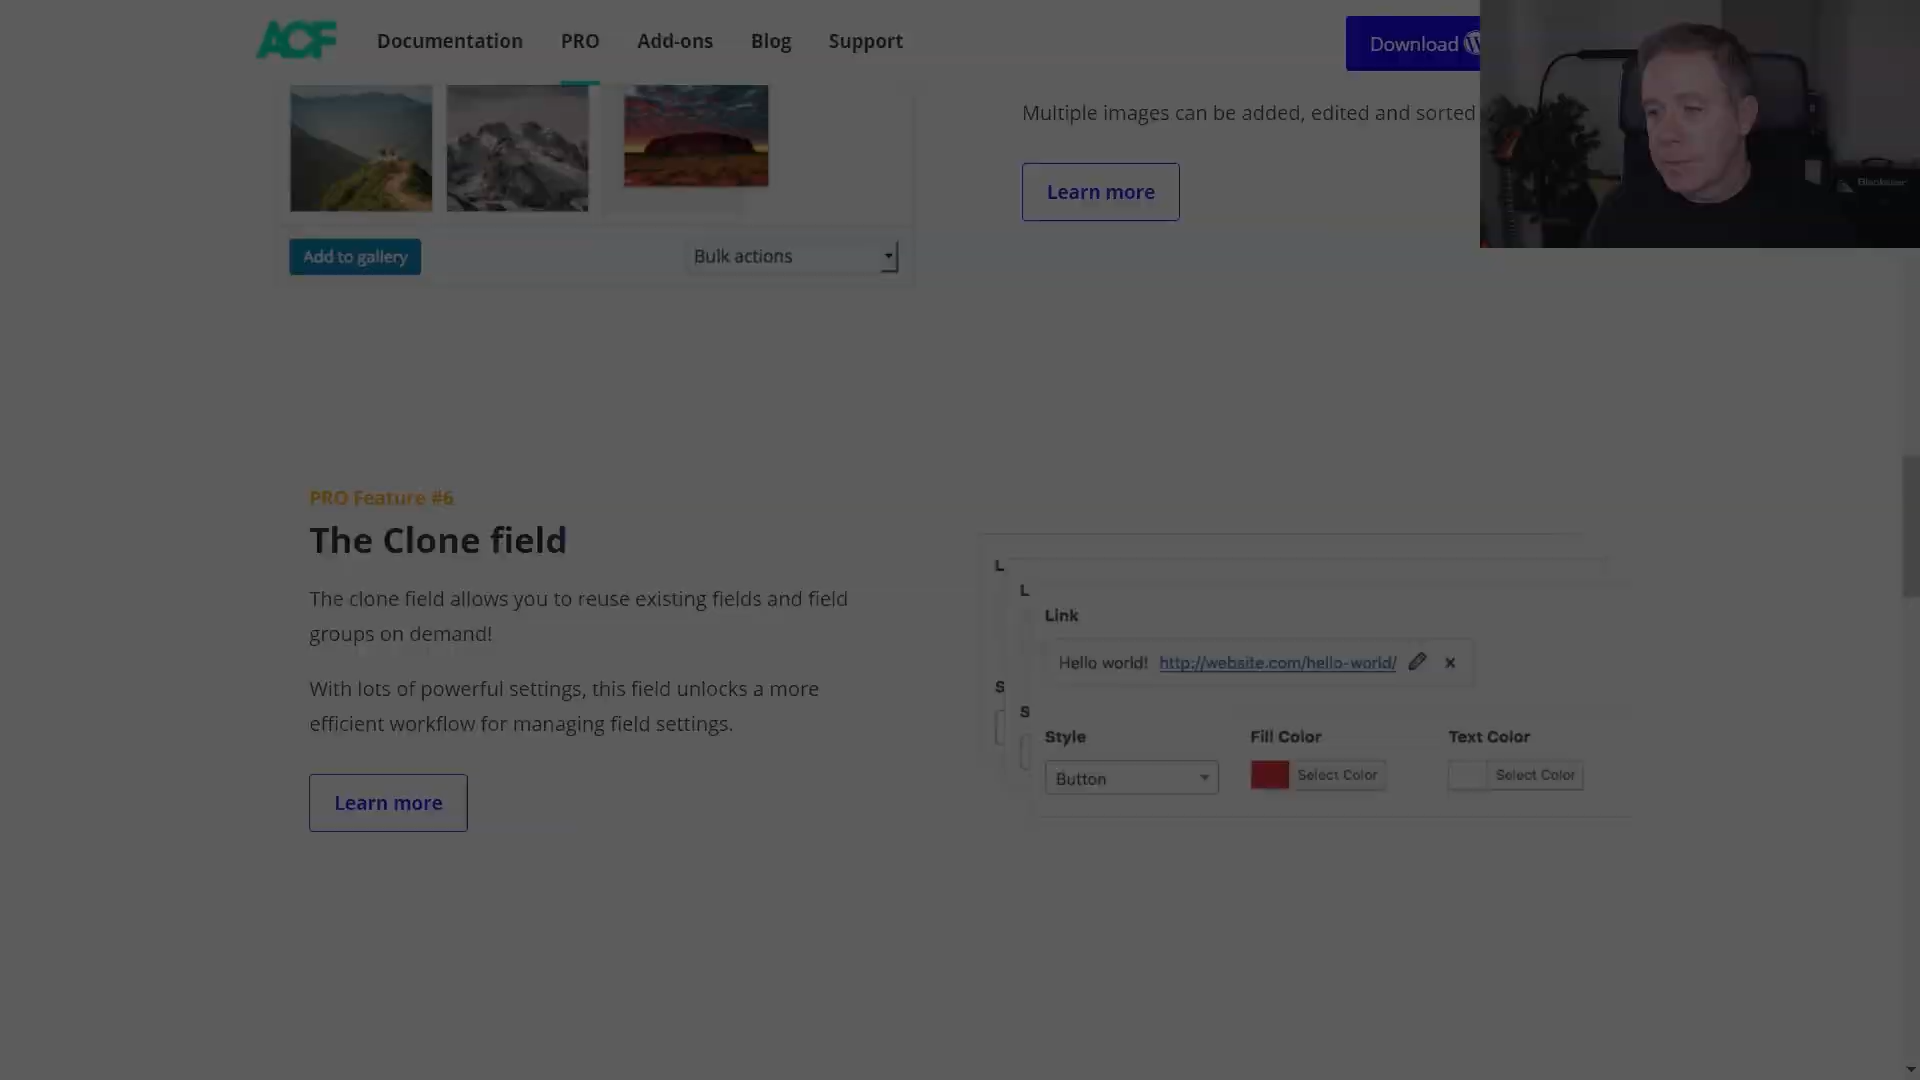 ACF
Documentation
PRO
Add-ons
Blog
Support
Download
Multiple images can be added, edited and sorted
Learn more
Add to gallery
Bulk actions
PRO Feature #6
The Clone field
The clone field allows you to reuse existing fields and field
groups on demand!
With lots of powerful settings, this field unlocks a more
efficient workflow for managing field settings.
Learn more
L
L
Link
Hello world! http://website.com/hello-world/
S
S
Style
Fill Color
Text Color
Button
Select Color
Select Color